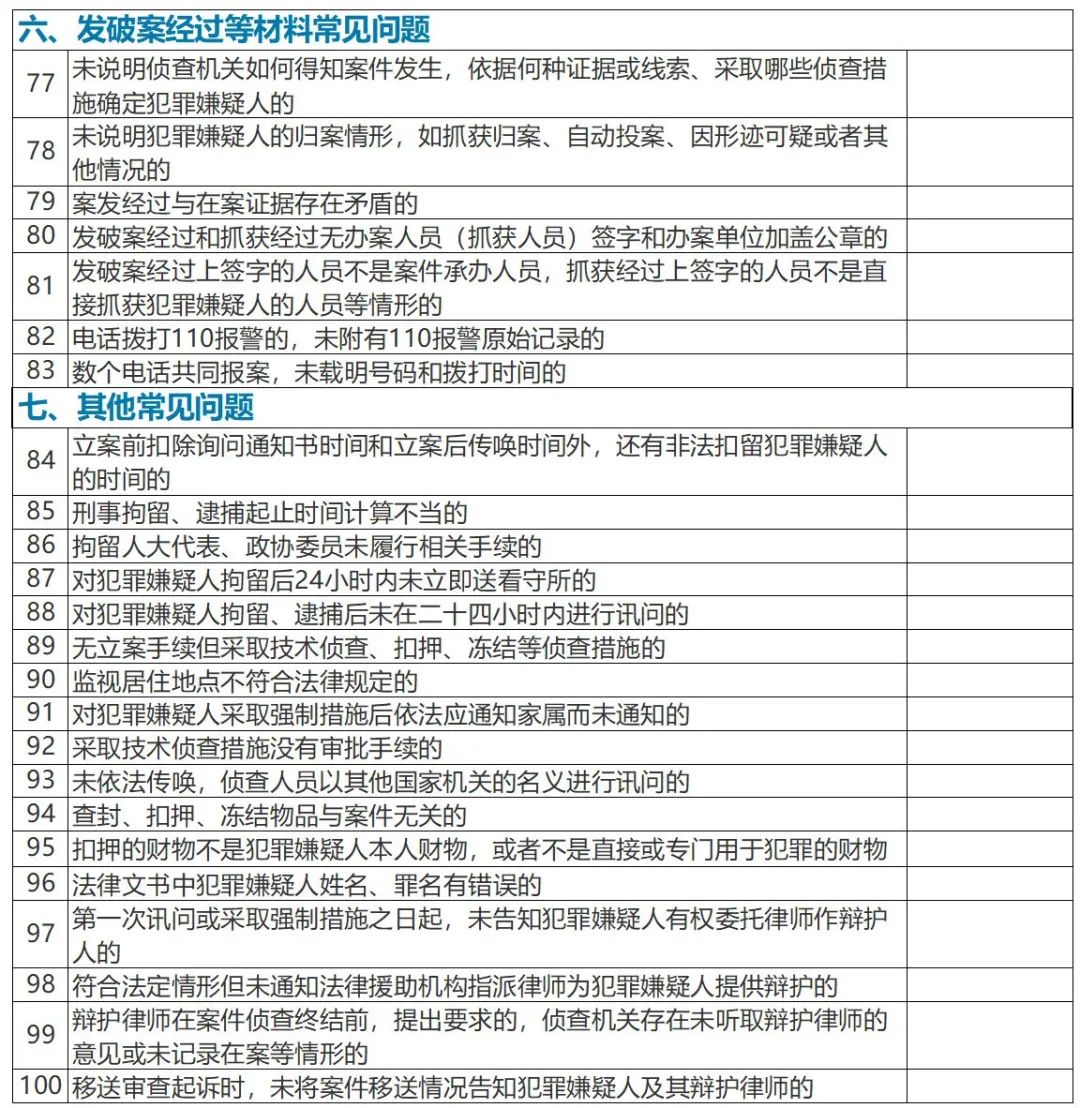 六、发破案经过等材料常见问题
77 未说明侦查机关如何得知案件发生，依据何种证据或线索、采取哪些侦查措
施确定犯罪嫌疑人的
78 未说明犯罪嫌疑人的归案情形，如抓获归案、自动投案、因形迹可疑或者其
他情况的
79 案发经过与在案证据存在矛盾的
80 发破案经过和抓获经过无办案人员（抓获人员）签字和办案单位加盖公章的
81 发破案经过上签字的人员不是案件承办人员，抓获经过上签字的人员不是直
接抓获犯罪嫌疑人的人员等情形的
82 电话拨打110报警的，未附有110报警原始记录的
83 数个电话共同报案，未载明号码和拨打时间的
七、其他常见问题
84 立案前扣除询问通知书时间和立案后传唤时间外，还有非法扣留犯罪嫌疑人
的时间的
85 刑事拘留、逮捕起止时间计算不当的
86 拘留人大代表、政协委员未履行相关手续的
87 对犯罪嫌疑人拘留后24小时内未立即送看守所的
88 对犯罪嫌疑人拘留、逮捕后未在二十四小时内进行讯问的
89 无立案手续但采取技术侦查、扣押、冻结等侦查措施的
90 监视居住地点不符合法律规定的
91 对犯罪嫌疑人采取强制措施后依法应通知家属而未通知的
92 采取技术侦查措施没有审批手续的
93 未依法传唤，侦查人员以其他国家机关的名义进行讯问的
94 查封、扣押、冻结物品与案件无关的
95 扣押的财物不是犯罪嫌疑人本人财物，或者不是直接或专门用于犯罪的财物
96 法律文书中犯罪嫌疑人姓名、罪名有错误的
97 第一次讯问或采取强制措施之日起，未告知犯罪嫌疑人有权委托律师作辩护
人的
98 符合法定情形但未通知法律援助机构指派律师为犯罪嫌疑人提供辩护的
99 辩护律师在案件侦查终结前，提出要求的，侦查机关存在未听取辩护律师的
意见或未记录在案等情形的
100 移送审查起诉时，未将案件移送情况告知犯罪嫌疑人及其辩护律师的